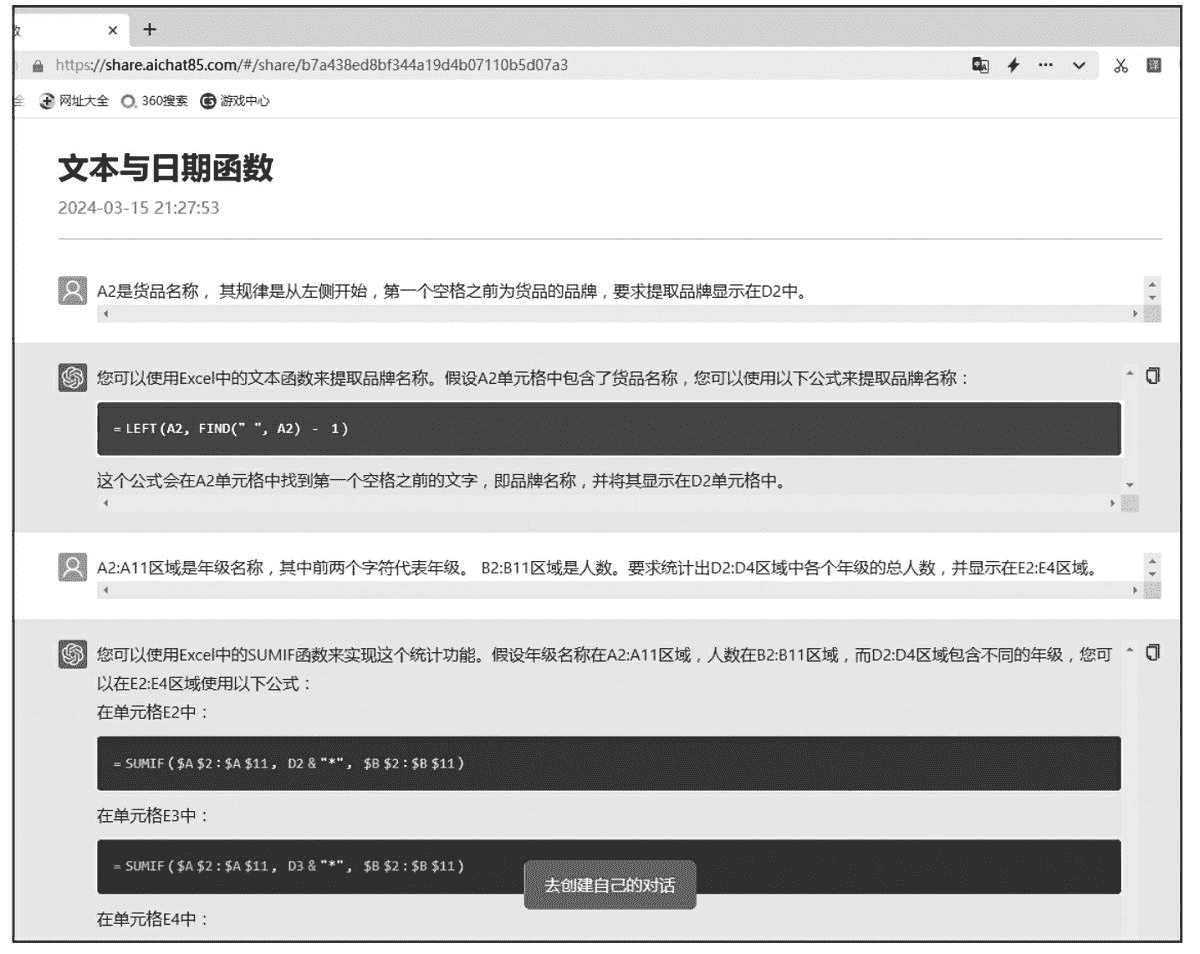 https://share.aichat85.com/#/share/b7a438ed8bf344a19d4b07110b5d07a3
网址大全 360搜索 游戏中心
文本与日期函数
2024-03-15 21:27:53
A2是货品名称，其规律是从左侧开始，第一个空格之前为货品的品牌，要求提取品牌显示在D2中。
您可以使用Excel中的文本函数来提取品牌名称。假设A2单元格中包含了货品名称，您可以使用以下公式来提取品牌名称：
=LEFT(A2, FIND(" ", A2) - 1)
这个公式会在A2单元格中找到第一个空格之前的文字，即品牌名称，并将其显示在D2单元格中。
A2:A11区域是年级名称，其中前两个字符代表年级。 B2:B11区域是人数。要求统计出D2:D4区域中各个年级的总人数，并显示在E2:E4区域。
您可以使用Excel中的SUMIF函数来实现这个统计功能。假设年级名称在A2:A11区域，人数在B2:B11区域，而D2:D4区域包含不同的年级，您可
以在E2:E4区域使用以下公式：
在单元格E2中：
=SUMIF($A$2:$A$11, D2&"*", $B$2:$B$11)
在单元格E3中：
=SUMIF($A$2:$A$11, D3&"*", $B$2:$B$11)
去创建自己的对话
在单元格E4中：